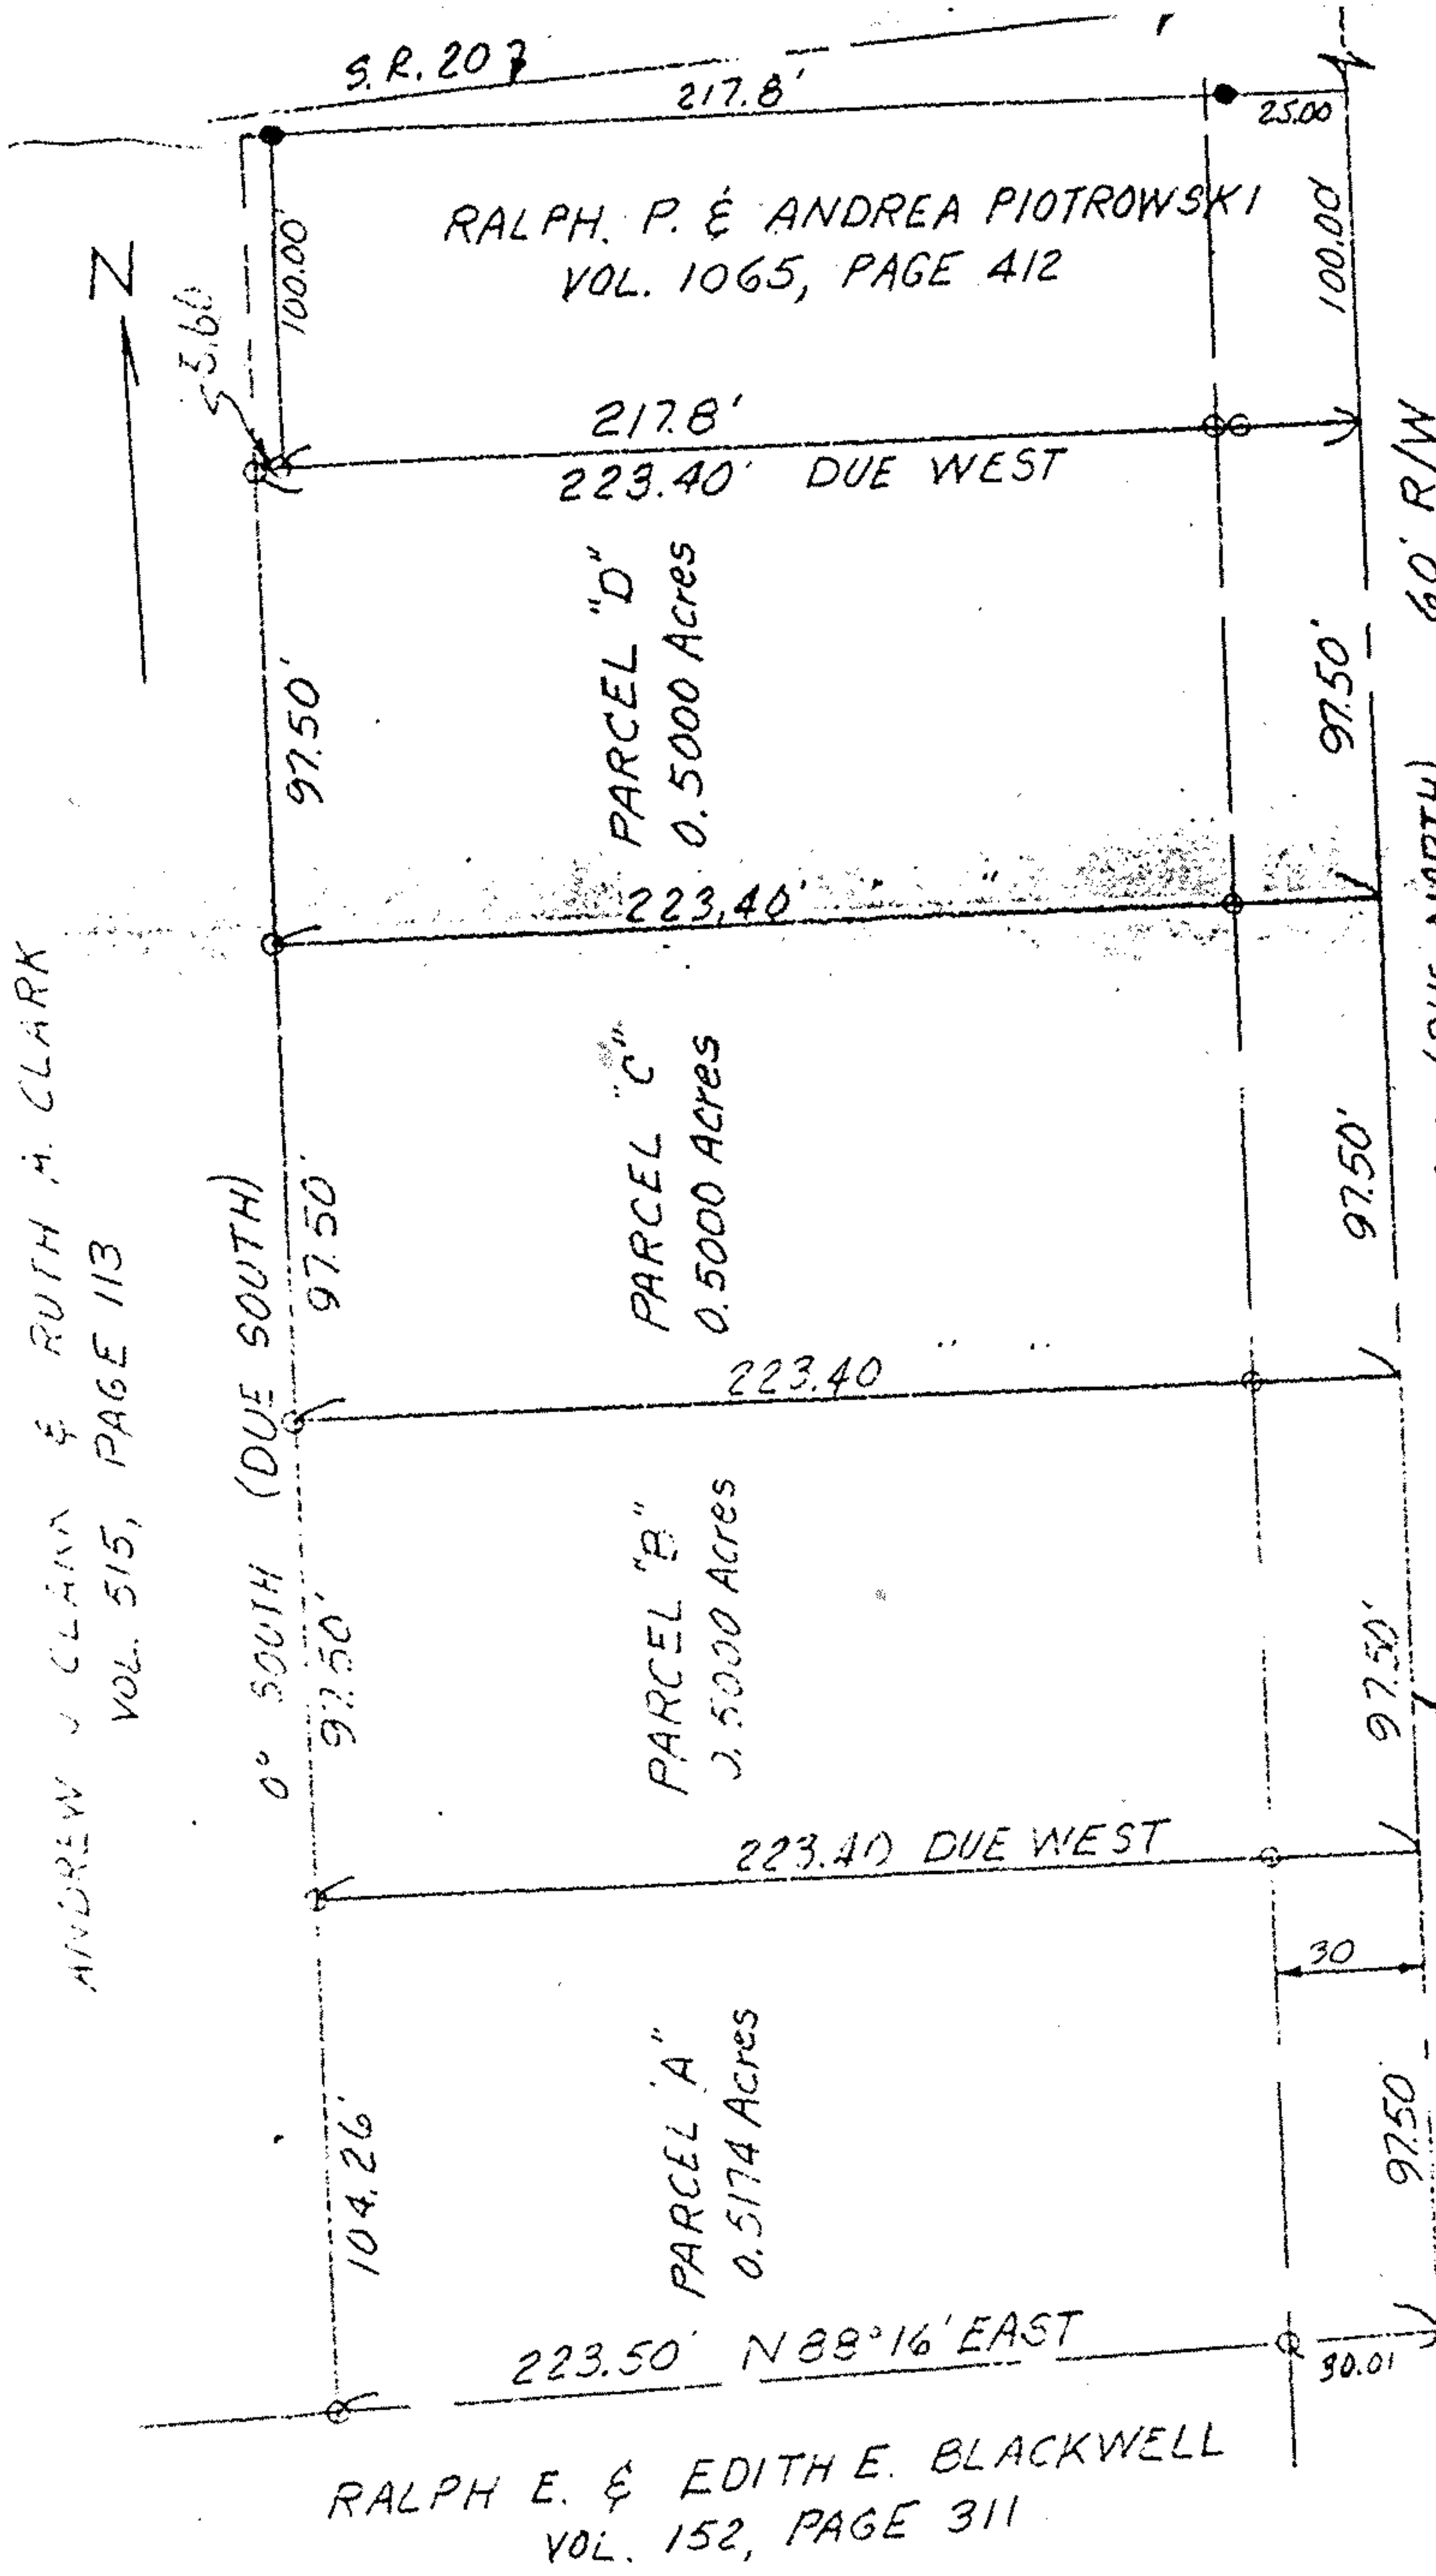 S.R. 207
217.8'
25.00
N
100.00'
RALPH. P. & ANDREA PIOTROWSKI
VOL. 1065, PAGE 412
100.00'
5.60
217.8'
223.40' DUE WEST
60' R/W
97.50'
PARCEL "D"
0.5000 Acres
97.50'
223.40' " "
ANDREW J CLARK & RUTH M. CLARK
VOL. 515, PAGE 113
0° SOUTH (DUE SOUTH)
97.50'
PARCEL "C"
0.5000 Acres
97.50'
223.40 " "
97.50'
PARCEL "B"
0.5000 Acres
97.50'
223.40 DUE WEST
30
104.26'
PARCEL "A"
0.5174 Acres
97.50
223.50' N 88°16' EAST
30.01
RALPH E. & EDITH E. BLACKWELL
VOL. 152, PAGE 311